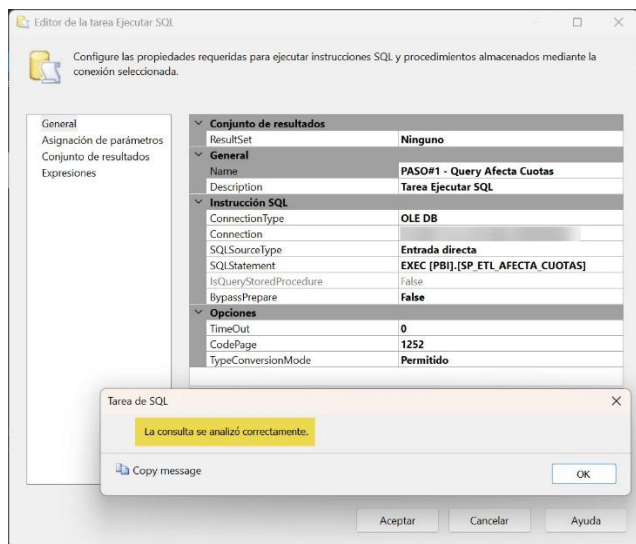 Editor de la tarea Ejecutar SQL
Configure las propiedades requeridas para ejecutar instrucciones SQL y procedimientos almacenados mediante la
conexión seleccionada.
General
Asignación de parámetros
Conjunto de resultados
Expresiones
Conjunto de resultados
ResultSet Ninguno
General
Name PASO#1 - Query Afecta Cuotas
Description Tarea Ejecutar SQL
Instrucción SQL
ConnectionType OLE DB
Connection
SQLSourceType Entrada directa
SQLStatement EXEC [PBI].[SP_ETL_AFECTA_CUOTAS]
IsQueryStoredProcedure False
BypassPrepare False
Opciones
TimeOut 0
CodePage 1252
TypeConversionMode Permitido
Tarea de SQL
La consulta se analizó correctamente.
Copy message
OK
Aceptar Cancelar Ayuda